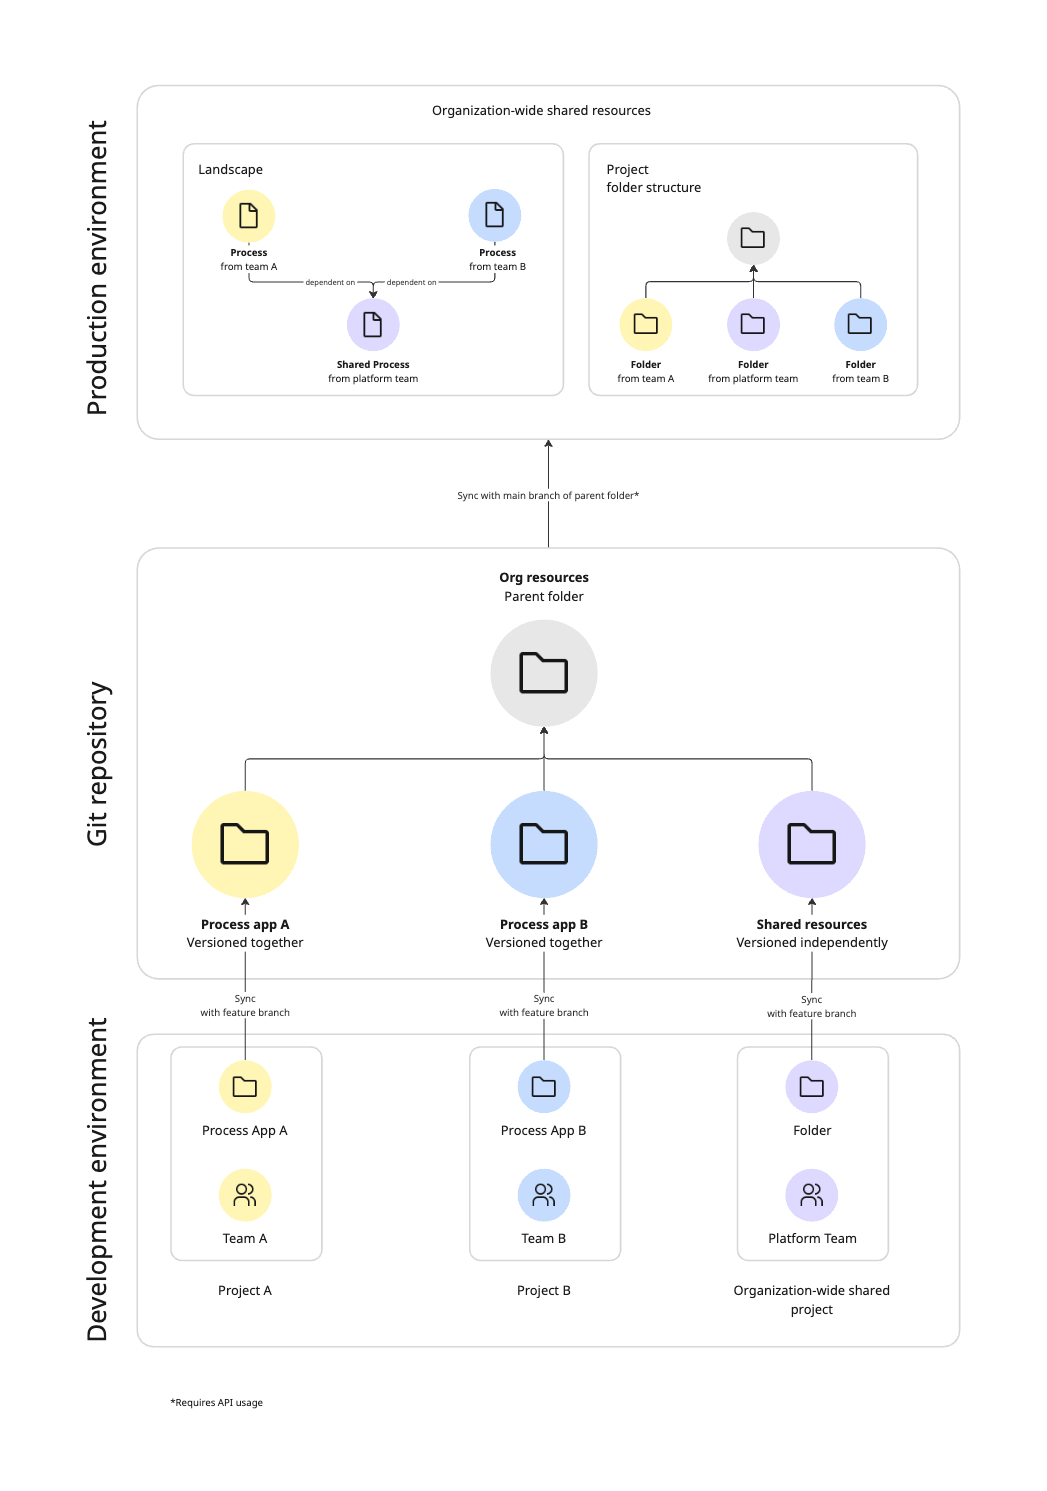 Production environment
Organization-wide shared resources
Landscape
Process
from team A
Process
from team B
dependent on
dependent on
Shared Process
from platform team
Project
folder structure
Folder
from team A
Folder
from platform team
Folder
from team B
Sync with main branch of parent folder*
Git repository
Org resources
Parent folder
Process app A
Versioned together
Process app B
Versioned together
Shared resources
Versioned independently
Sync
with feature branch
Sync
with feature branch
Sync
with feature branch
Development environment
Process App A
Team A
Project A
Process App B
Team B
Project B
Folder
Platform Team
Organization-wide shared
project
*Requires API usage